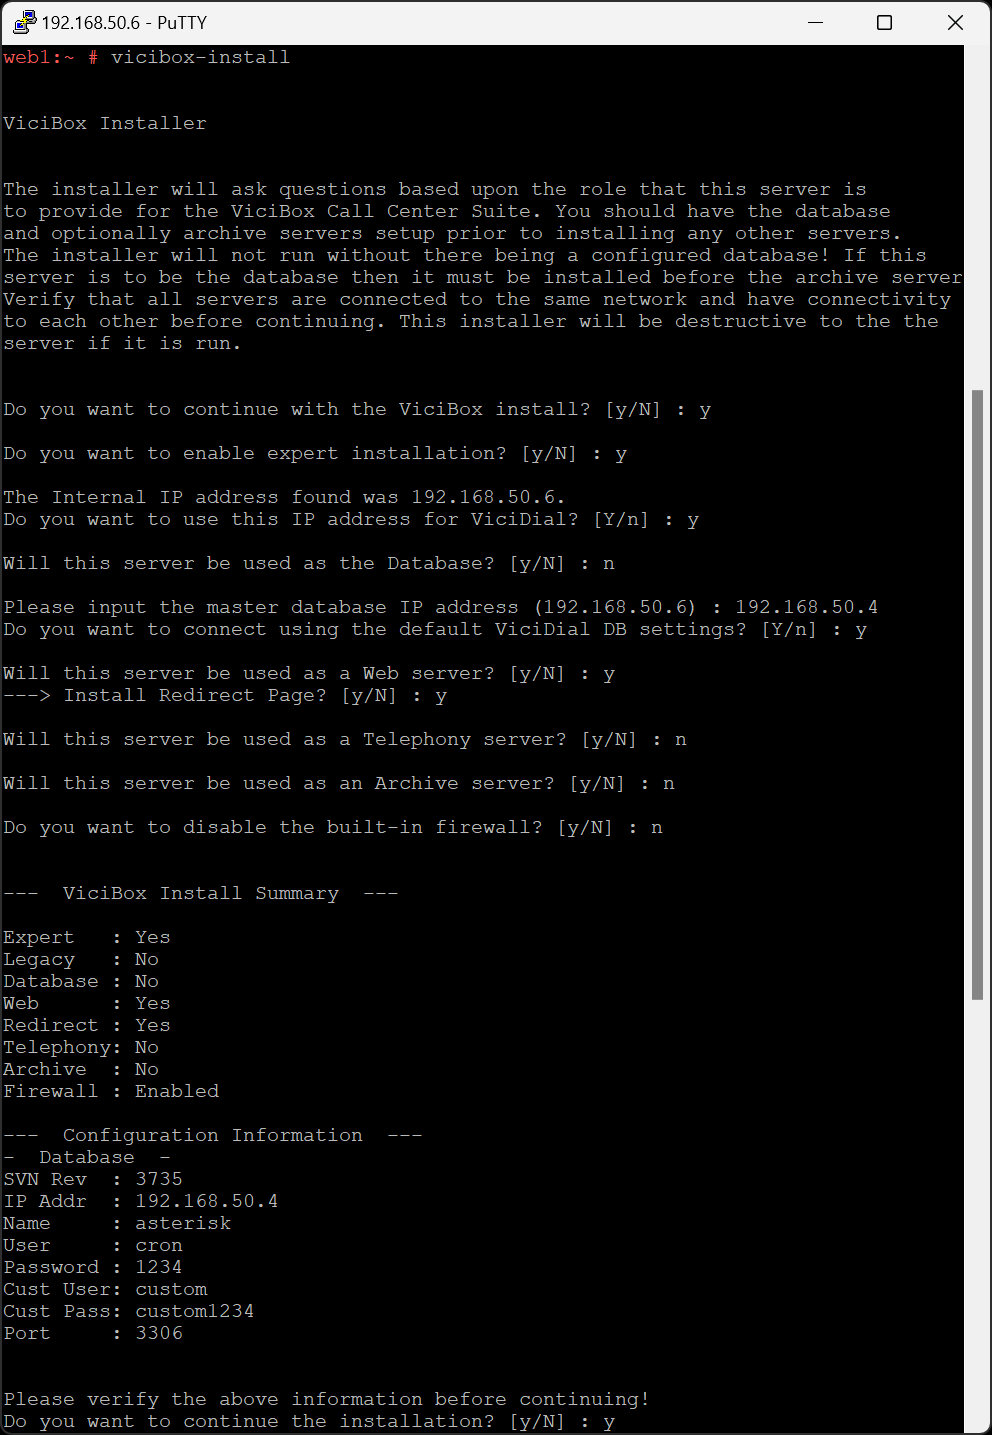 192.168.50.6 - PuTTY
web1:~ # vicibox-install
ViciBox Installer
The installer will ask questions based upon the role that this server is
to provide for the ViciBox Call Center Suite. You should have the database
and optionally archive servers setup prior to installing any other servers.
The installer will not run without there being a configured database! If this
server is to be the database then it must be installed before the archive server
Verify that all servers are connected to the same network and have connectivity
to each other before continuing. This installer will be destructive to the the
server if it is run.
Do you want to continue with the ViciBox install? [y/N] : y
Do you want to enable expert installation? [y/N] : y
The Internal IP address found was 192.168.50.6.
Do you want to use this IP address for ViciDial? [Y/n] : y
Will this server be used as the Database? [y/N] : n
Please input the master database IP address (192.168.50.6) : 192.168.50.4
Do you want to connect using the default ViciDial DB settings? [Y/n] : y
Will this server be used as a Web server? [y/N] : y
---> Install Redirect Page? [y/N] : y
Will this server be used as a Telephony server? [y/N] : n
Will this server be used as an Archive server? [y/N] : n
Do you want to disable the built-in firewall? [y/N] : n
---  ViciBox Install Summary  ---
Expert   : Yes
Legacy   : No
Database : No
Web      : Yes
Redirect : Yes
Telephony: No
Archive  : No
Firewall : Enabled
---  Configuration Information  ---
-  Database  -
SVN Rev  : 3735
IP Addr  : 192.168.50.4
Name     : asterisk
User     : cron
Password : 1234
Cust User: custom
Cust Pass: custom1234
Port     : 3306
Please verify the above information before continuing!
Do you want to continue the installation? [y/N] : y